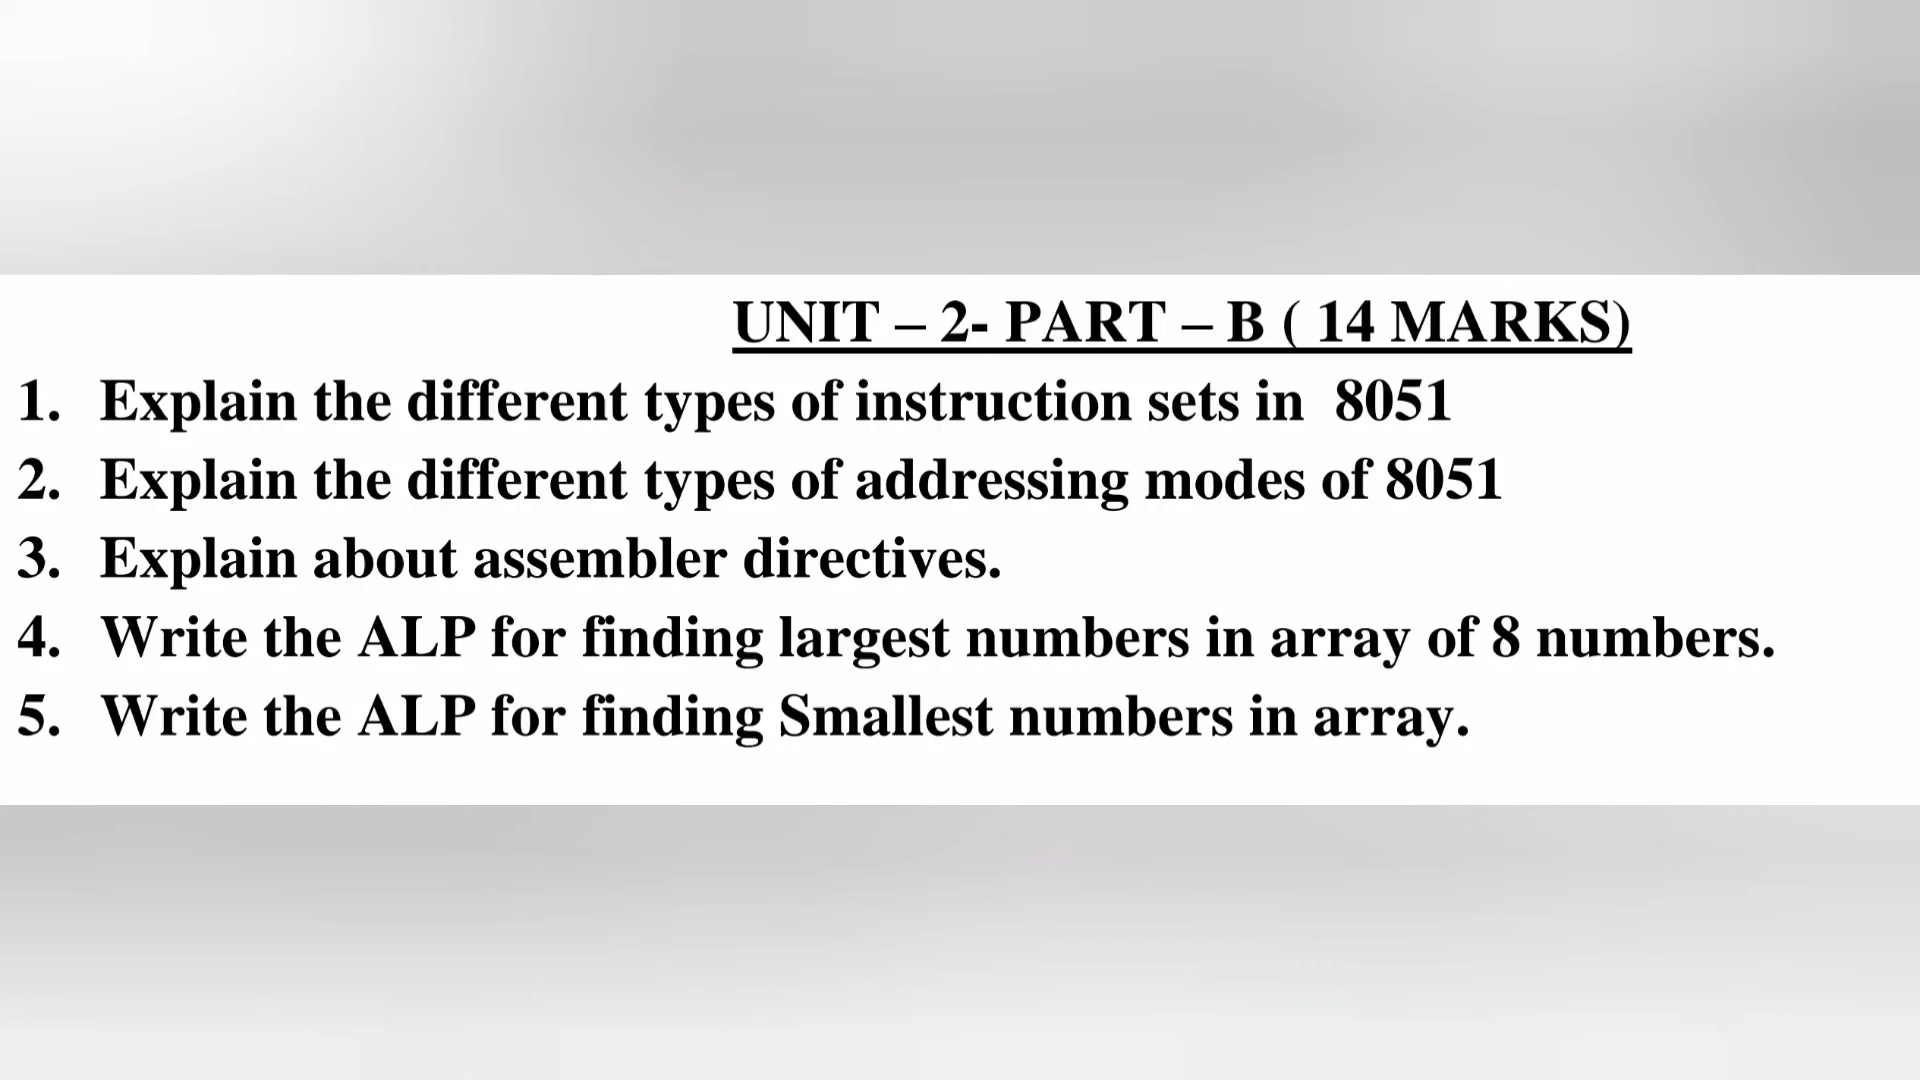 UNIT – 2- PART – B ( 14 MARKS)
1. Explain the different types of instruction sets in  8051
2. Explain the different types of addressing modes of 8051
3. Explain about assembler directives.
4. Write the ALP for finding largest numbers in array of 8 numbers.
5. Write the ALP for finding Smallest numbers in array.